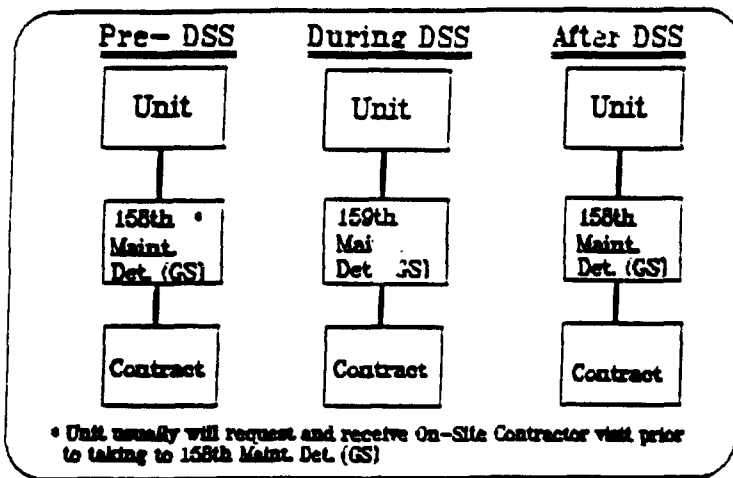 Pre- DSS
Unit
158th *
Maint.
Det. (GS)
Contract
During DSS
Unit
159th
Mai
Det. GS)
Contract
After DSS
Unit
158th
Maint.
Det. (GS)
Contract
* Unit usually will request and receive On-Site Contractor visit prior
to taking to 158th Maint. Det. (GS)